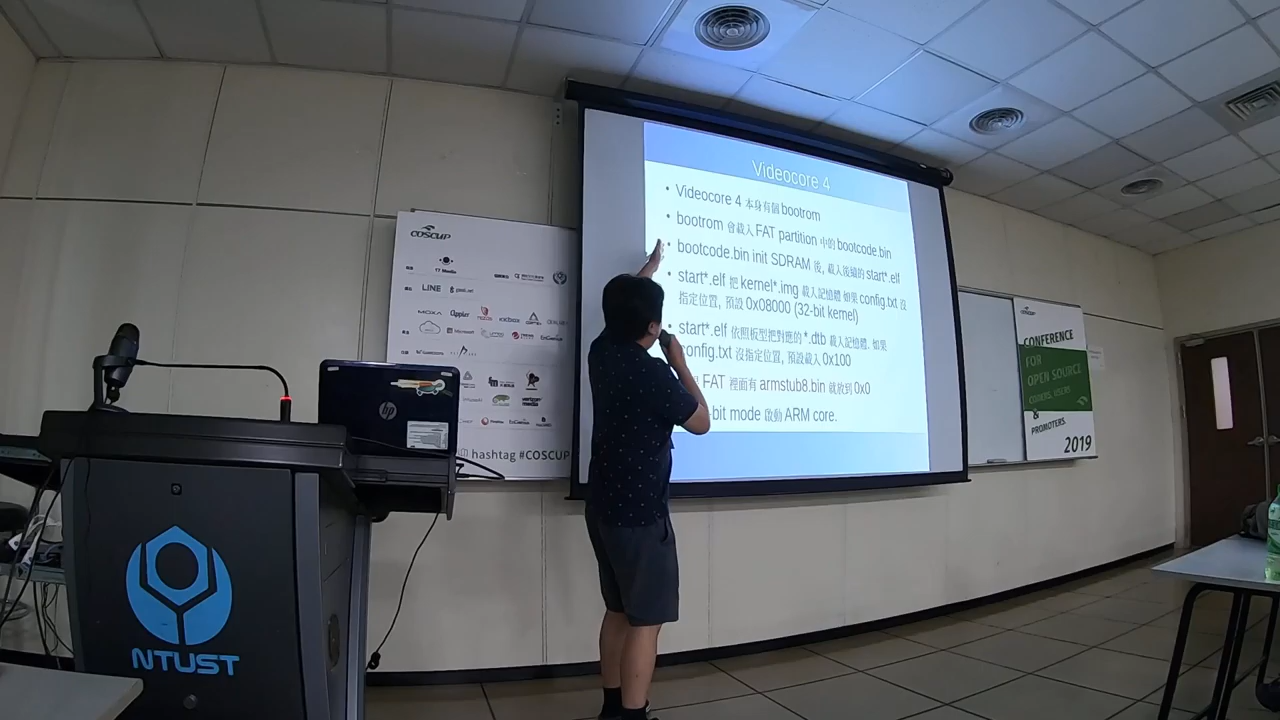 Videocore 4
Videocore 4 本身有個 bootrom
bootrom 會載入 FAT partition 中的 bootcode.bin
bootcode.bin init SDRAM 後, 載入後續的 start*.elf
start*.elf 把 kernel*.img 載入記憶體 如果 config.txt 沒
指定位置, 預設 0x08000 (32-bit kernel)
start*.elf 依照板型把對應的 *.dtb 載入記憶體. 如果
config.txt 沒指定位置, 預設載入 0x100
FAT 裡面有 armstub8.bin 就放到 0x0
bit mode 啟動 ARM core.
COSCUP
LINE
Microsoft
hashtag #COSCUP
hp
NTUST
CONFERENCE
FOR
OPEN SOURCE
CODERS, USERS
&
PROMOTERS.
2019